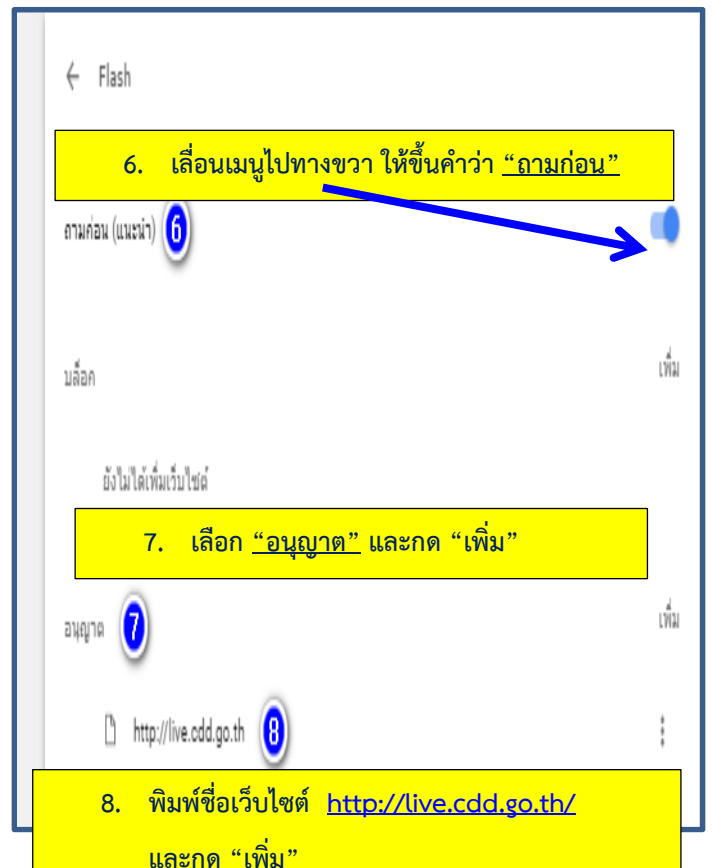 ← Flash
6. เลื่อนเมนูไปทางขวา ให้ขึ้นคำว่า “ถามก่อน”
ถามก่อน (แนะนำ) 6
บล็อก เพิ่ม
ยังไม่ได้เพิ่มเว็บไซต์
7. เลือก “อนุญาต” และกด “เพิ่ม”
อนุญาต 7 เพิ่ม
http://live.cdd.go.th 8
8. พิมพ์ชื่อเว็บไซต์ http://live.cdd.go.th/
และกด “เพิ่ม”